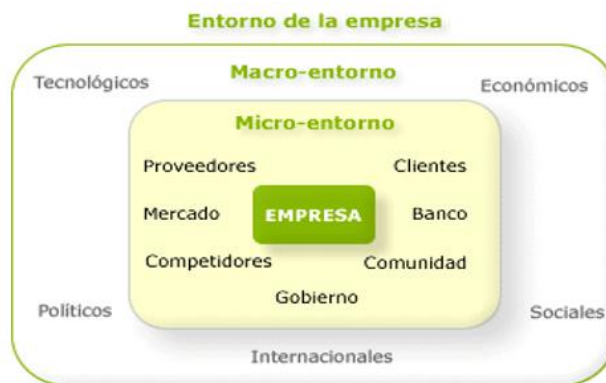 Entorno de la empresa
Macro-entorno
Tecnológicos
Económicos
Micro-entorno
Proveedores
Clientes
Mercado
EMPRESA
Banco
Competidores
Comunidad
Gobierno
Políticos
Sociales
Internacionales